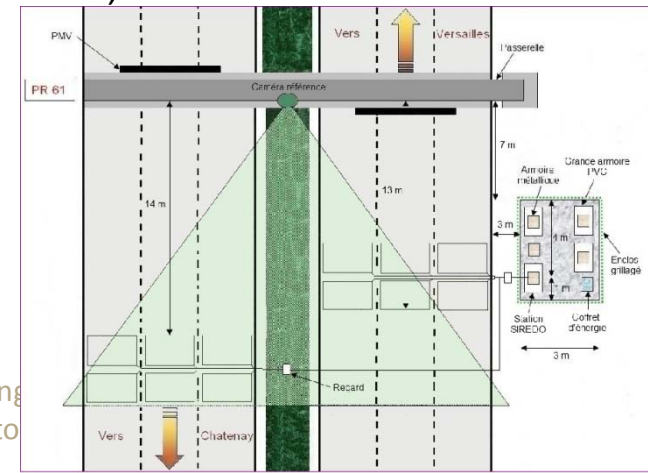 PMV
Vers
Versailles
Passerelle
PR 61
Caméra référence
7 m
Armoire
métallique
Grande armoire
PVC
14 m
13 m
3 m
4 m
1 m
Enclos
grillagé
Station
SIREDO
Coffret
d'énergie
3 m
Regard
Vers
Chatenay